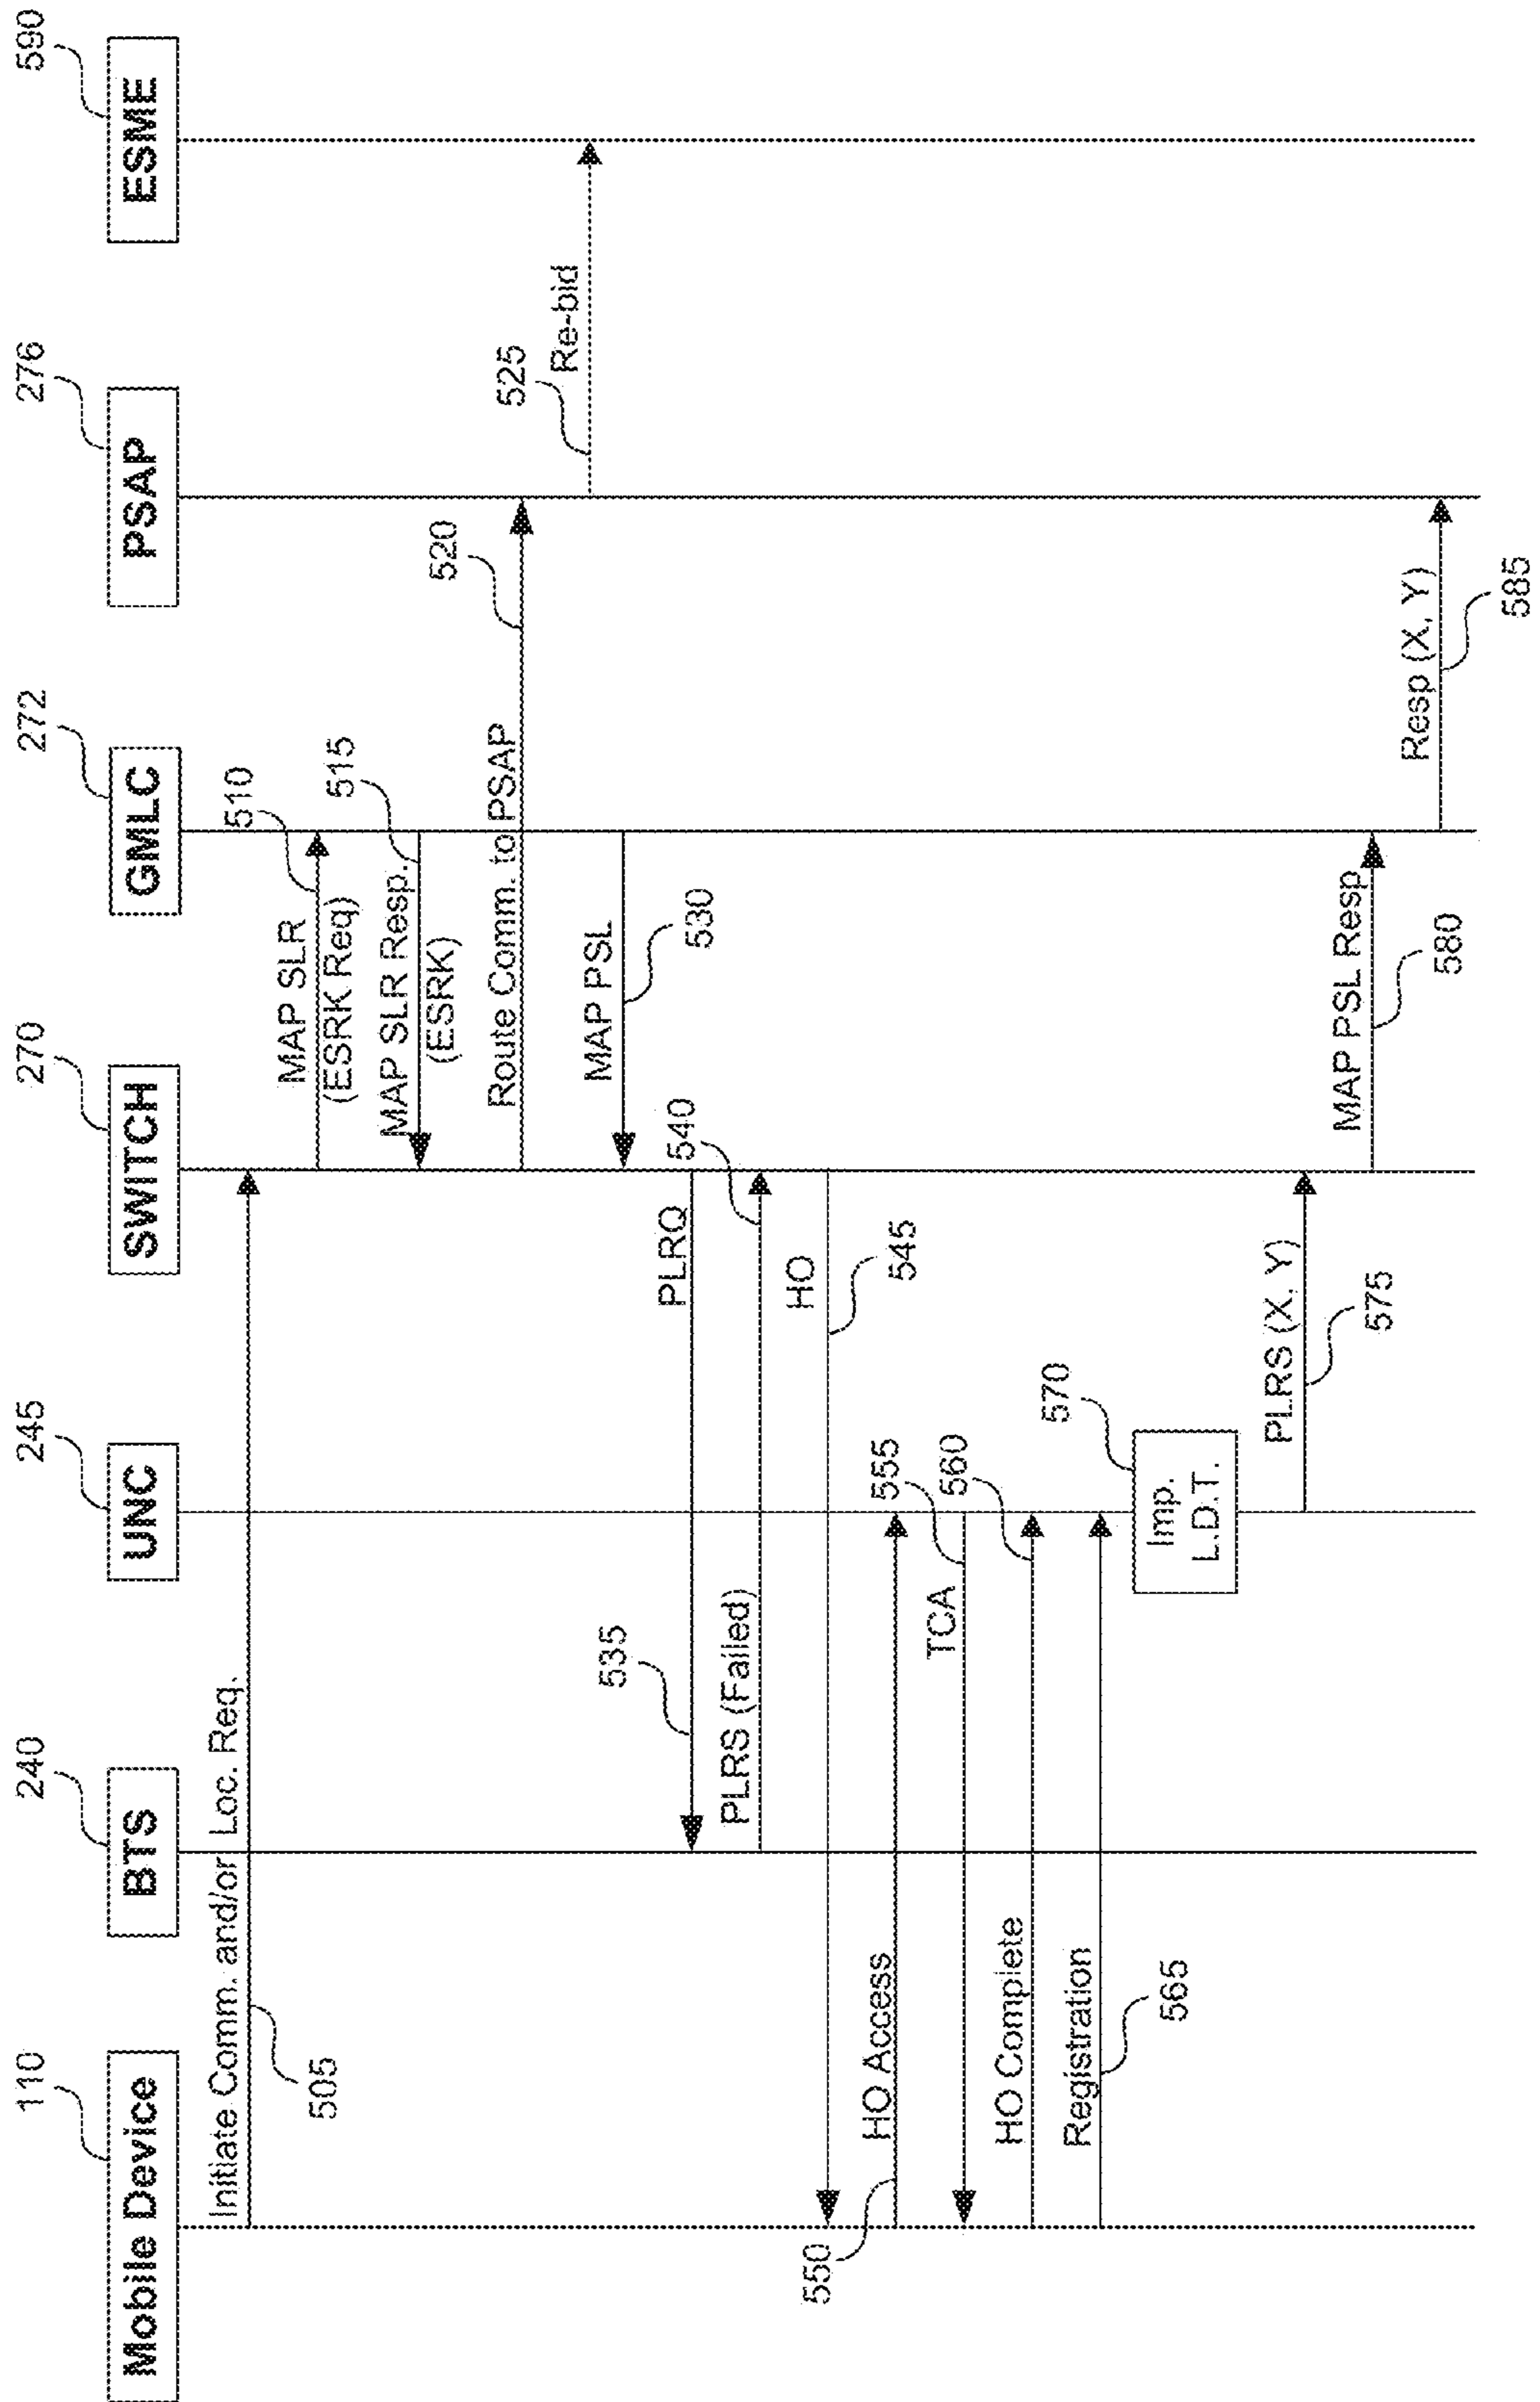 110
240
245
270
272
276
590
Mobile Device
BTS
UNC
SWITCH
GMLC
PSAP
ESME
Initiate Comm. and/or Loc. Req.
505
510
MAP SLR
(ESRK Req)
515
MAP SLR Resp.
(ESRK)
520
Route Comm. to PSAP
525
Re-bid
MAP PSL
530
535
PLRQ
PLRS (Failed)
540
HO
545
550
HO Access
555
TCA
560
HO Complete
Registration
565
570
Imp.
L.D.T.
PLRS (X, Y)
575
MAP PSL Resp
580
Resp (X, Y)
585